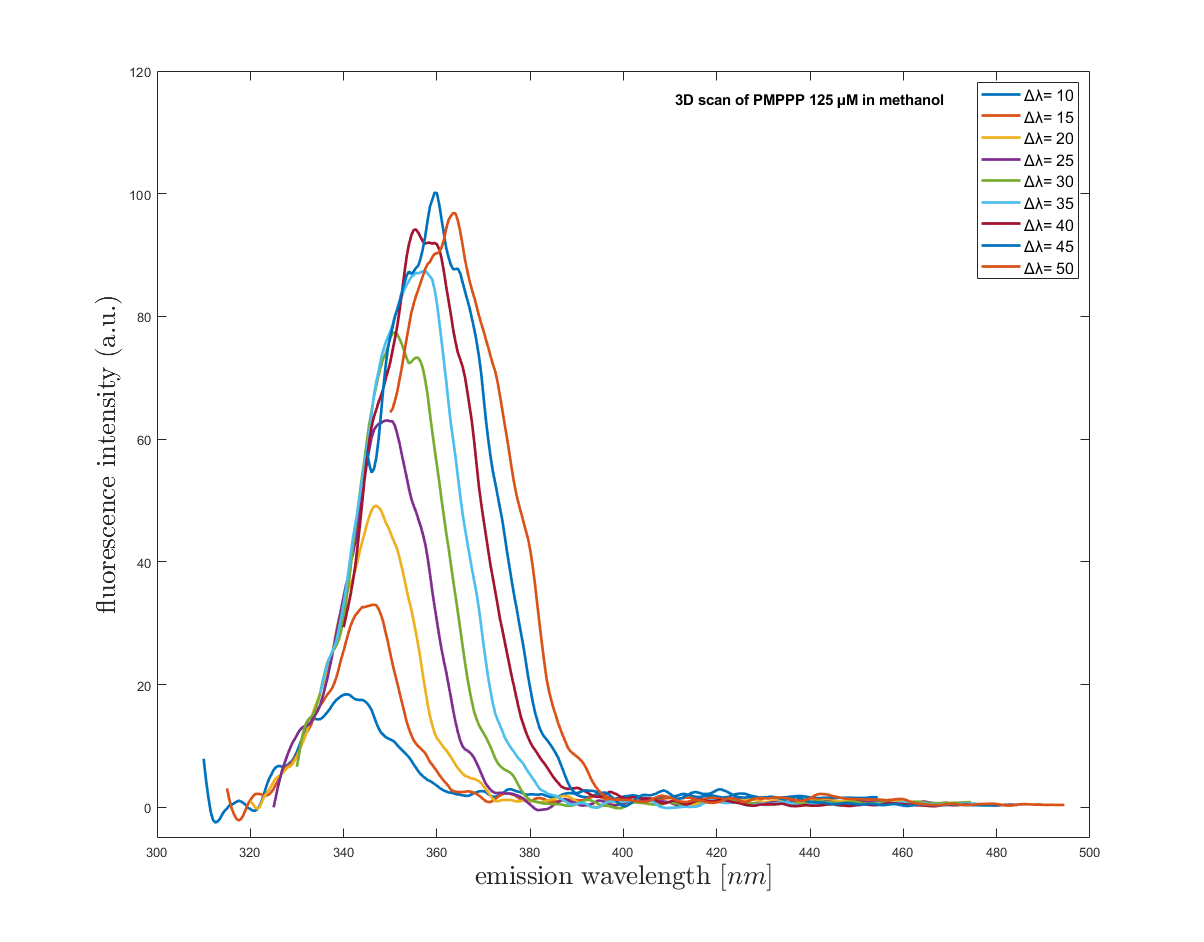 3D scan of PMPPP 125 µM in methanol
Δλ= 10
Δλ= 15
Δλ= 20
Δλ= 25
Δλ= 30
Δλ= 35
Δλ= 40
Δλ= 45
Δλ= 50
120
100
80
60
40
20
0
fluorescence intensity (a.u.)
300 320 340 360 380 400 420 440 460 480 500
emission wavelength [nm]